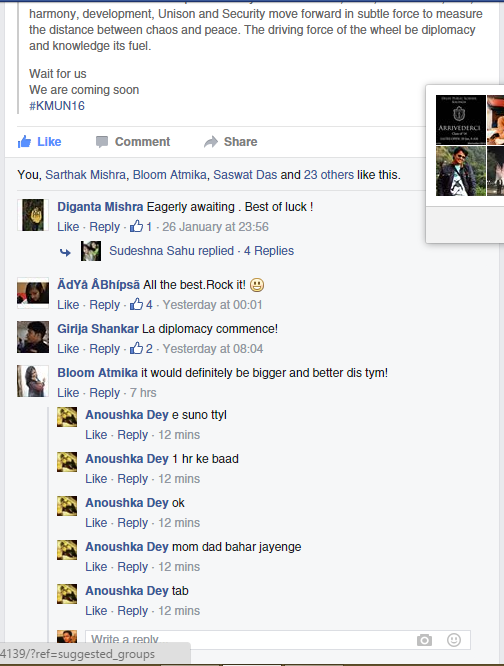 harmony, development, Unison and Security move forward in subtle force to measure
the distance between chaos and peace. The driving force of the wheel be diplomacy
and knowledge its fuel.
Wait for us
We are coming soon
#KMUN16
Like Comment Share
You, Sarthak Mishra, Bloom Atmika, Saswat Das and 23 others like this.
ARRIVEDERCI
Diganta Mishra Eagerly awaiting . Best of luck !
Like · Reply · 1 · 26 January at 23:56
Sudeshna Sahu replied · 4 Replies
ÄdYâ ÂBhípsã All the best.Rock it!
Like · Reply · 4 · Yesterday at 00:01
Girija Shankar La diplomacy commence!
Like · Reply · 2 · Yesterday at 08:04
Bloom Atmika it would definitely be bigger and better dis tym!
Like · Reply · 7 hrs
Anoushka Dey e suno ttyl
Like · Reply · 12 mins
Anoushka Dey 1 hr ke baad
Like · Reply · 12 mins
Anoushka Dey ok
Like · Reply · 12 mins
Anoushka Dey mom dad bahar jayenge
Like · Reply · 12 mins
Anoushka Dey tab
Like · Reply · 12 mins
Write a reply
4139/?ref=suggested_groups